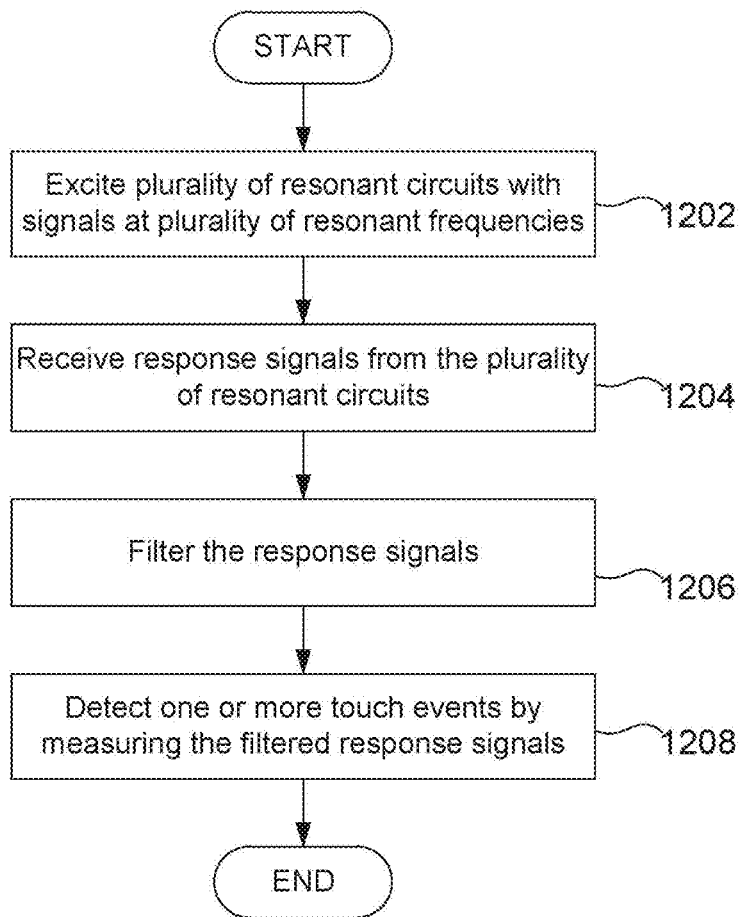 START
Excite plurality of resonant circuits with
signals at plurality of resonant frequencies
1202
Receive response signals from the plurality
of resonant circuits
1204
Filter the response signals
1206
Detect one or more touch events by
measuring the filtered response signals
1208
END